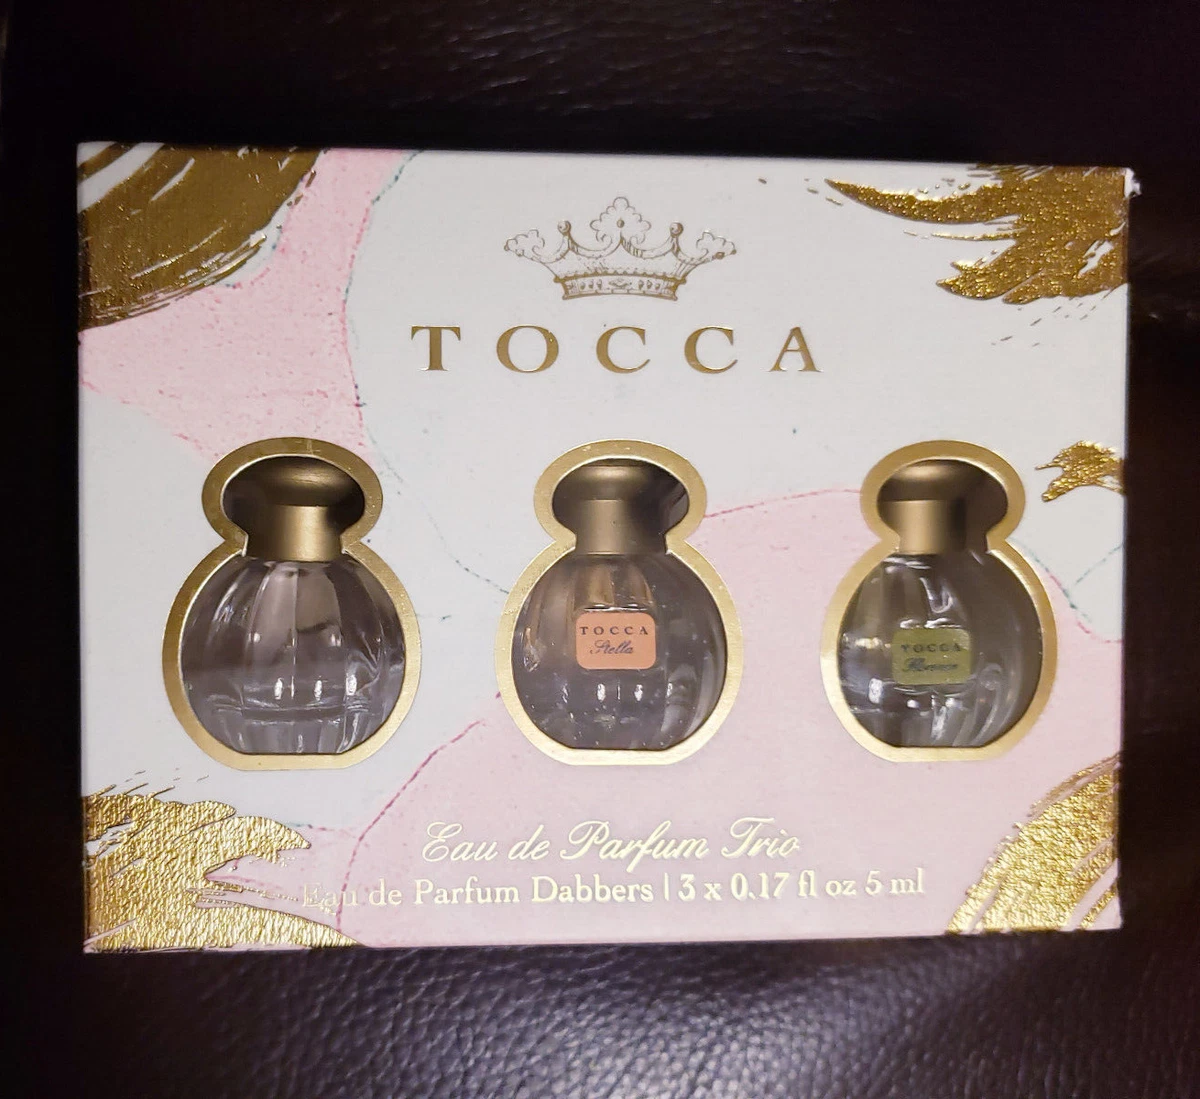 TOCCA
TOCCA
Stella
TOCCA
Eau de Parfum Trio
Eau de Parfum Dabbers | 3 x 0.17 fl oz 5 ml